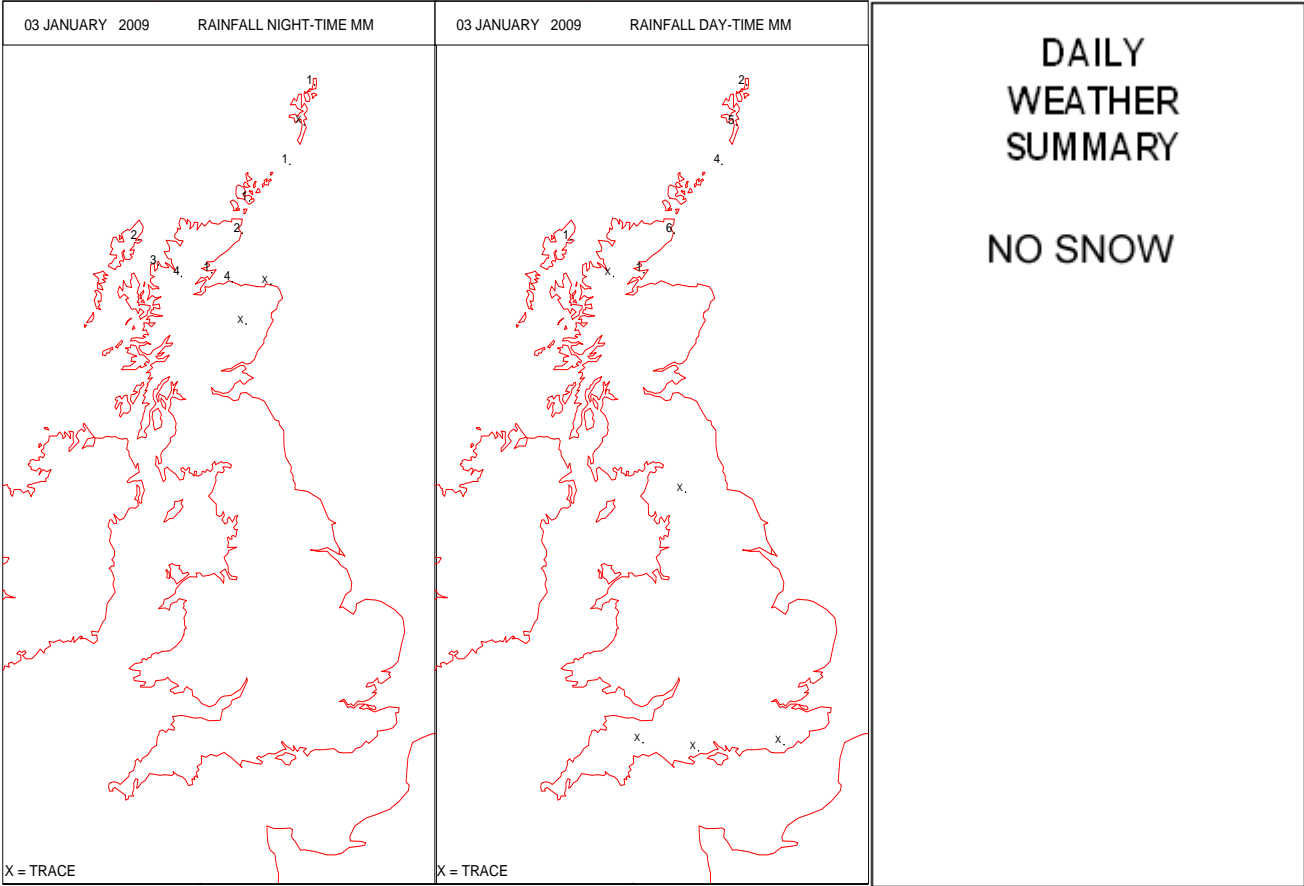 03 JANUARY 2009 RAINFALL NIGHT-TIME MM
1
1
2
2
3
4
4
X
X
X = TRACE
03 JANUARY 2009 RAINFALL DAY-TIME MM
2
5
4
6
1
X
X
X
X
X
X = TRACE
DAILY
WEATHER
SUMMARY
NO SNOW